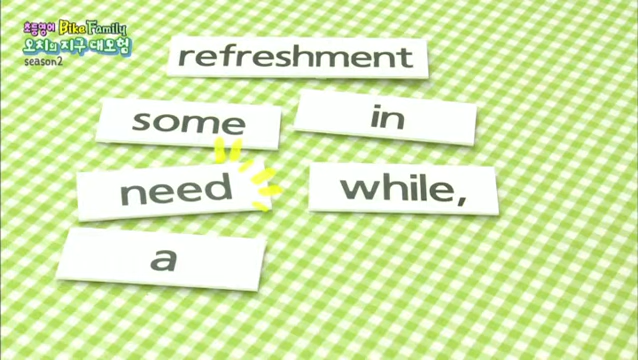 초등영어 Bike Family
오치의 지구 대모험
season2
refreshment
some
in
need
while,
a